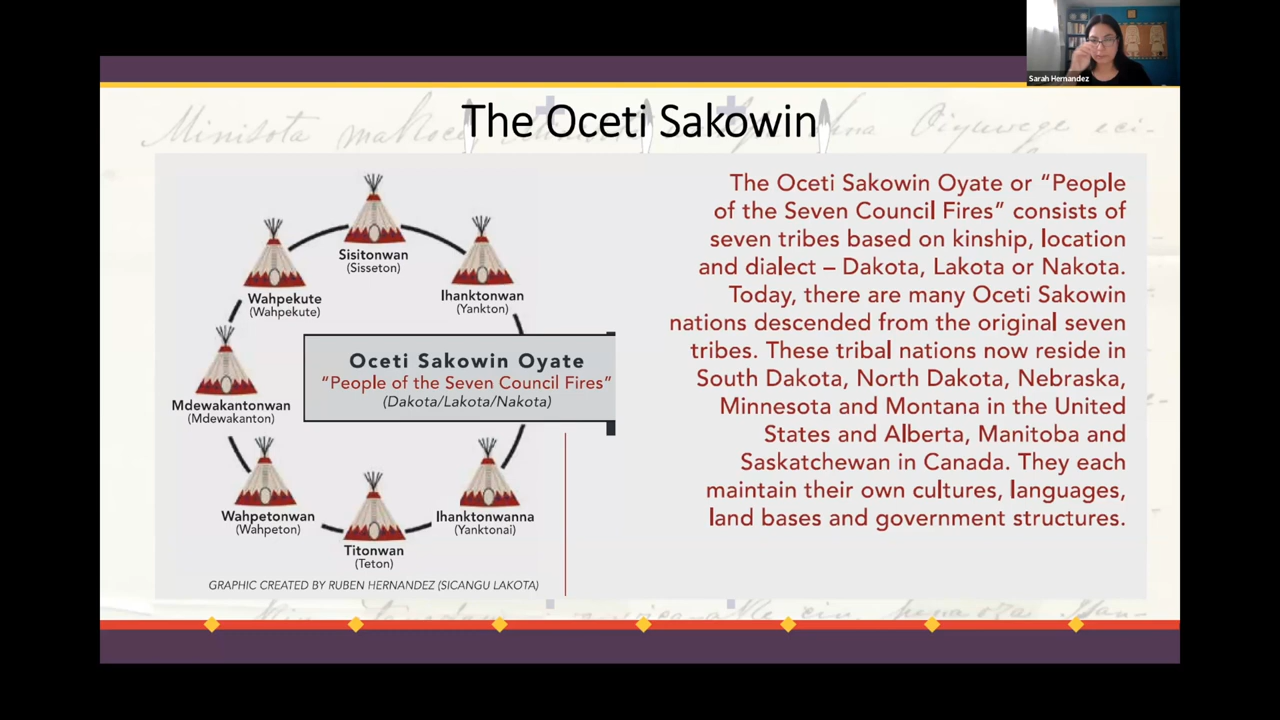 Sarah Hernandez
Minisota makoce
Oiyuwege eci-
The Oceti Sakowin
Sisitonwan
(Sisseton)
Ihanktonwan
(Yankton)
Wahpekute
(Wahpekute)
Oceti Sakowin Oyate
“People of the Seven Council Fires”
(Dakota/Lakota/Nakota)
Mdewakantonwan
(Mdewakanton)
Wahpetonwan
(Wahpeton)
Ihanktonwanna
(Yanktonai)
Titonwan
(Teton)
GRAPHIC CREATED BY RUBEN HERNANDEZ (SICANGU LAKOTA)
The Oceti Sakowin Oyate or “People
of the Seven Council Fires” consists of
seven tribes based on kinship, location
and dialect – Dakota, Lakota or Nakota.
Today, there are many Oceti Sakowin
nations descended from the original seven
tribes. These tribal nations now reside in
South Dakota, North Dakota, Nebraska,
Minnesota and Montana in the United
States and Alberta, Manitoba and
Saskatchewan in Canada. They each
maintain their own cultures, languages,
land bases and government structures.